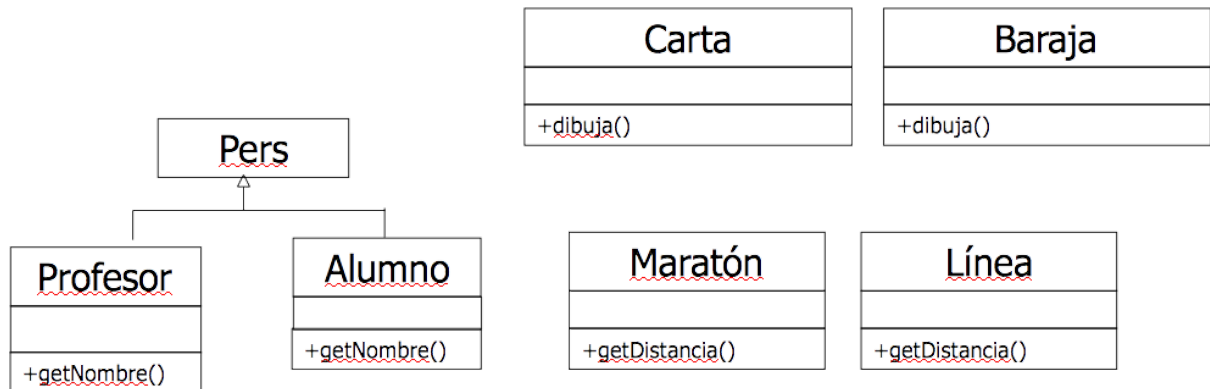 Carta
+dibuja()
Baraja
+dibuja()
Pers
Profesor
+getNombre()
Alumno
+getNombre()
Maratón
+getDistancia()
Línea
+getDistancia()